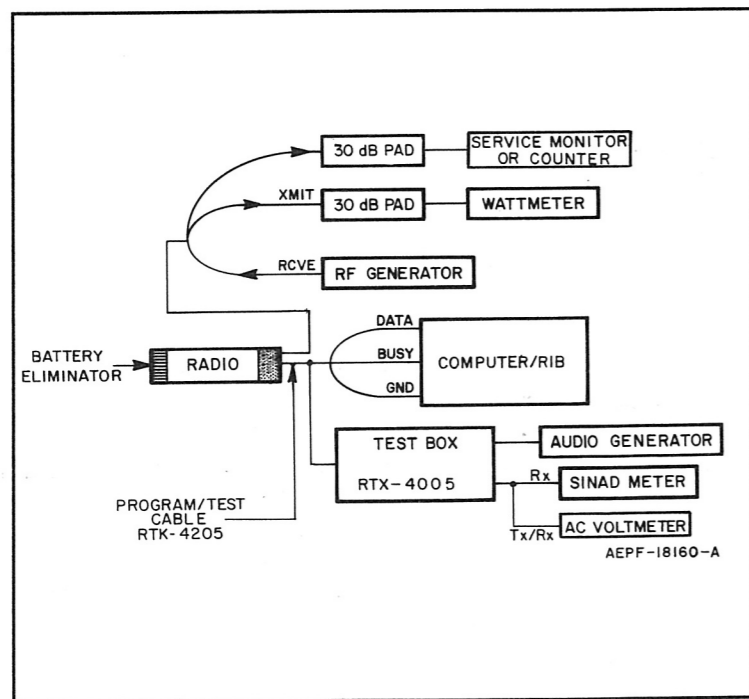 30 dB PAD
SERVICE MONITOR
OR COUNTER
XMIT
30 dB PAD
WATTMETER
RCVE
RF GENERATOR
BATTERY
ELIMINATOR
RADIO
DATA
BUSY
GND
COMPUTER/RIB
TEST BOX
RTX-4005
AUDIO GENERATOR
Rx
SINAD METER
Tx/Rx
AC VOLTMETER
PROGRAM/TEST
CABLE
RTK-4205
AEPF-18160-A